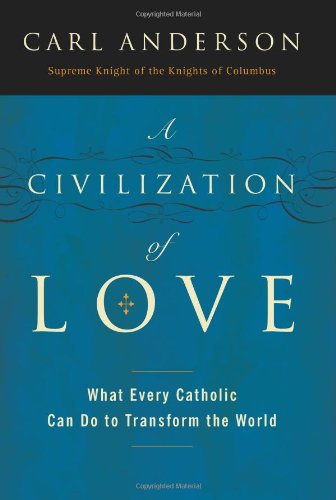 CARL ANDERSON
Supreme Knight of the Knights of Columbus
A
CIVILIZATION
of
LOVE
What Every Catholic
Can Do to Transform the World